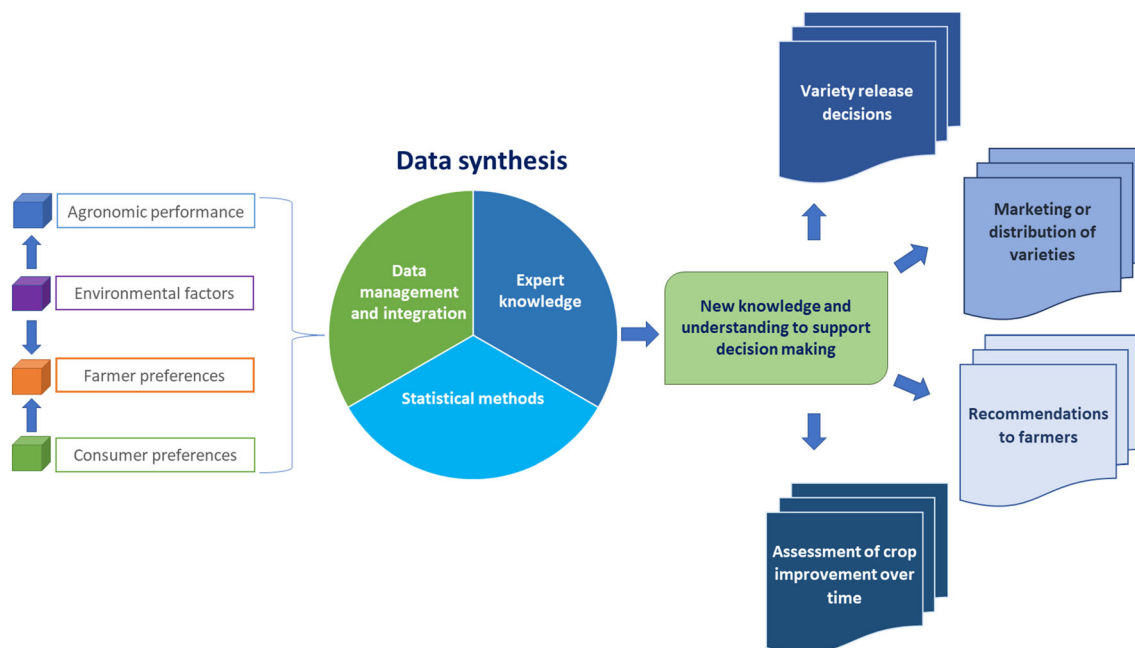 Data synthesis
Agronomic performance
Environmental factors
Farmer preferences
Consumer preferences
Data
management
and integration
Expert
knowledge
Statistical methods
New knowledge and
understanding to support
decision making
Variety release
decisions
Marketing or
distribution of
varieties
Recommendations
to farmers
Assessment of crop
improvement over
time